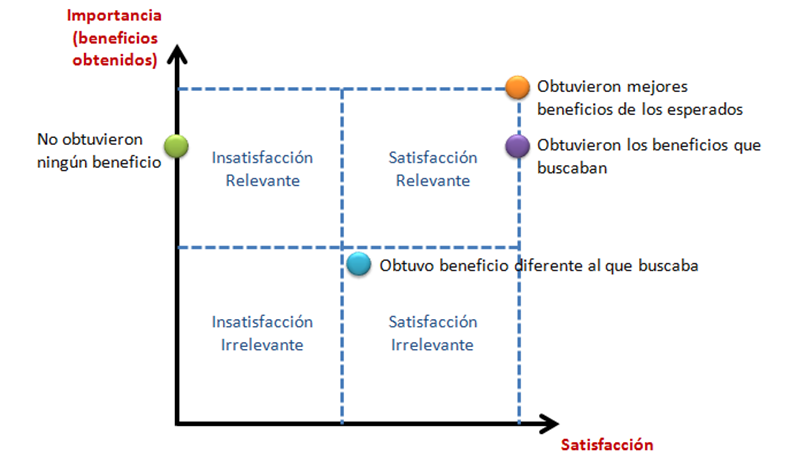 Importancia
(beneficios
obtenidos)
Obtuvieron mejores
beneficios de los esperados
No obtuvieron
ningún beneficio
Obtuvieron los beneficios que
buscaban
Insatisfacción
Relevante
Satisfacción
Relevante
Obtuvo beneficio diferente al que buscaba
Insatisfacción
Irrelevante
Satisfacción
Irrelevante
Satisfacción